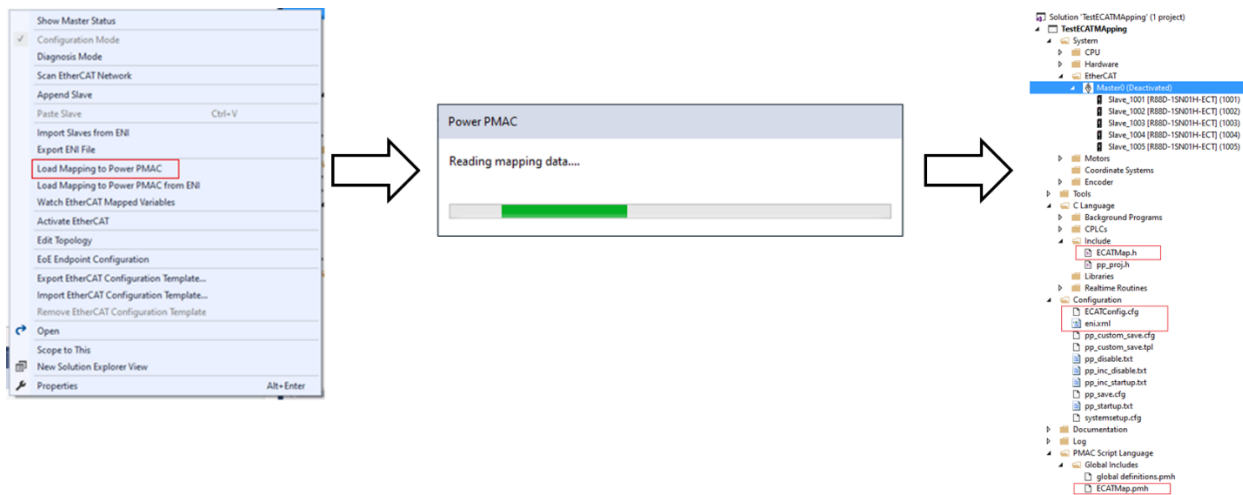 Show Master Status
Configuration Mode
Diagnosis Mode
Scan EtherCAT Network
Append Slave
Paste Slave Ctrl+V
Import Slaves from ENI
Export ENI File
Load Mapping to Power PMAC
Load Mapping to Power PMAC from ENI
Watch EtherCAT Mapped Variables
Activate EtherCAT
Edit Topology
EoE Endpoint Configuration
Export EtherCAT Configuration Template...
Import EtherCAT Configuration Template...
Remove EtherCAT Configuration Template
Open
Scope to This
New Solution Explorer View
Properties Alt+Enter
Power PMAC
Reading mapping data....
Solution 'TestECATMApping' (1 project)
TestECATMApping
System
CPU
Hardware
EtherCAT
Master0 (Deactivated)
Slave_1001 [R88D-1SN01H-ECT] (1001)
Slave_1002 [R88D-1SN01H-ECT] (1002)
Slave_1003 [R88D-1SN01H-ECT] (1003)
Slave_1004 [R88D-1SN01H-ECT] (1004)
Slave_1005 [R88D-1SN01H-ECT] (1005)
Motors
Coordinate Systems
Encoder
Tools
C Language
Background Programs
CPLCs
Include
ECATMap.h
pp_proj.h
Libraries
Realtime Routines
Configuration
ECATConfig.cfg
eni.xml
pp_custom_save.cfg
pp_custom_save.tpl
pp_disable.txt
pp_inc_disable.txt
pp_inc_startup.txt
pp_save.cfg
pp_startup.txt
systemsetup.cfg
Documentation
Log
PMAC Script Language
Global Includes
global definitions.pmh
ECATMap.pmh